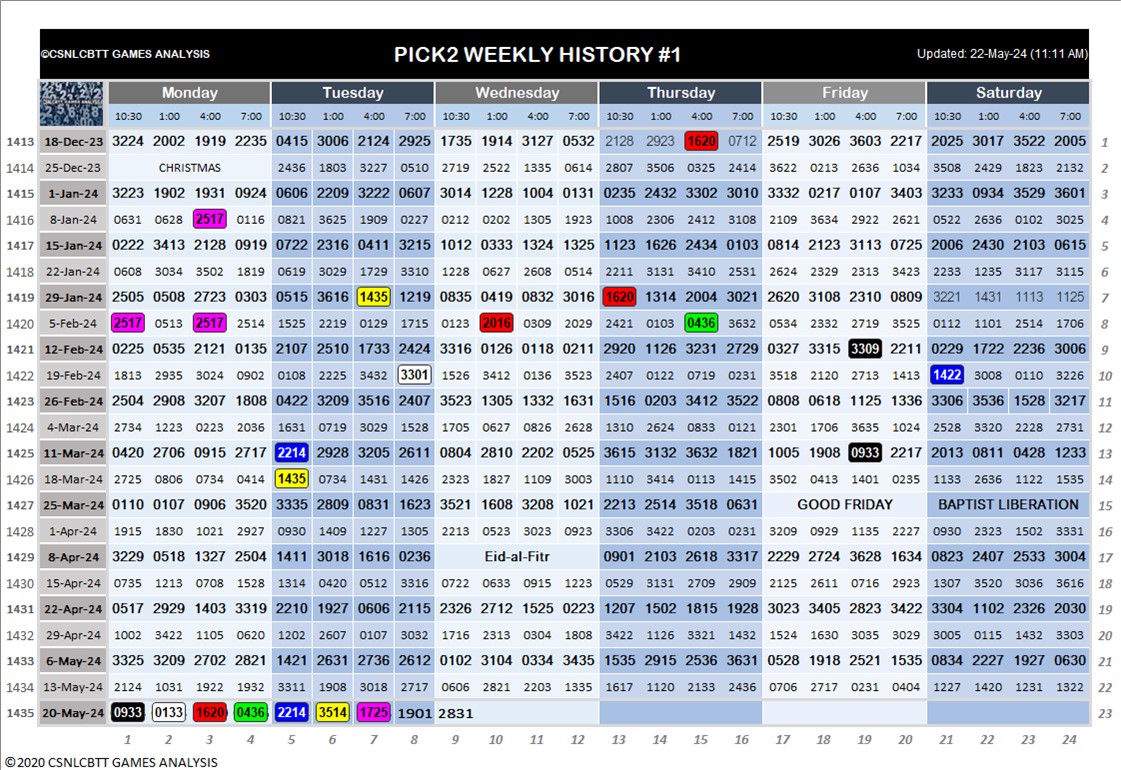 ©CSNLCBTT GAMES ANALYSIS PICK2 WEEKLY HISTORY #1 Updated: 22-May-24 (11:11 AM)
Monday Tuesday Wednesday Thursday Friday Saturday
10:30 1:00 4:00 7:00 10:30 1:00 4:00 7:00 10:30 1:00 4:00 7:00 10:30 1:00 4:00 7:00 10:30 1:00 4:00 7:00 10:30 1:00 4:00 7:00
1413 18-Dec-23 3224 2002 1919 2235 0415 3006 2124 2925 1735 1914 3127 0532 2128 2923 1620 0712 2519 3026 3603 2217 2025 3017 3522 2005 1
1414 25-Dec-23 CHRISTMAS 2436 1803 3227 0510 2719 2522 1335 0614 2807 3506 0325 2414 3622 0213 2636 1034 3508 2429 1823 2132 2
1415 1-Jan-24 3223 1902 1931 0924 0606 2209 3222 0607 3014 1228 1004 0131 0235 2432 3302 3010 3332 0217 0107 3403 3233 0934 3529 3601 3
1416 8-Jan-24 0631 0628 2517 0116 0821 3625 1909 0227 0212 0202 1305 1923 1008 2306 2412 3108 2109 3634 2922 3621 0522 2636 0102 3025 4
1417 15-Jan-24 0222 3413 2128 0919 0722 2316 0411 3215 1012 0333 1324 1325 1123 1626 2434 0103 0814 2123 3113 0725 2006 2430 2103 0615 5
1418 22-Jan-24 0608 3034 3502 1819 0619 3029 1729 3310 1228 0627 2608 0514 2211 3131 3410 2531 2624 2329 2313 3423 2233 1235 3117 3115 6
1419 29-Jan-24 2505 0508 2723 0303 0515 3616 1435 1219 0835 0419 0832 3016 1620 1314 2004 3021 2620 3108 2310 0809 3221 1431 1113 1125 7
1420 5-Feb-24 2517 0513 2517 2514 1525 2219 0129 1715 0123 2016 0309 2029 2421 0103 0436 3632 0534 2332 2719 3525 0112 1101 2514 1706 8
1421 12-Feb-24 0225 0535 2121 0135 2107 2510 1733 2424 3316 0126 0118 0211 2920 1126 3231 2729 0327 3315 3309 2211 0229 1722 2236 3006 9
1422 19-Feb-24 1813 2935 3024 0902 0108 2225 3432 3301 1526 3412 0136 3523 2407 0122 0719 0231 3518 2120 2713 1413 1422 3008 0110 3226 10
1423 26-Feb-24 2504 2908 3207 1808 0422 3209 3516 2407 3523 1305 1332 1631 1516 0203 3412 3522 0808 0618 1125 1336 3306 3536 1528 3217 11
1424 4-Mar-24 2734 1223 0223 2036 1631 0719 3029 1528 1705 0627 0826 2628 1310 2624 0833 0121 2301 1706 3635 1024 2528 3320 2228 2731 12
1425 11-Mar-24 0420 2706 0915 2717 2214 2928 3205 2611 0804 2810 2202 0525 3615 3132 3632 1821 1005 1908 0933 2217 2013 0811 0428 1233 13
1426 18-Mar-24 2725 0806 0734 0414 1435 0734 1431 1426 2323 1827 1109 3003 1110 3414 0113 1415 3502 0413 1401 0235 1133 2636 1122 1535 14
1427 25-Mar-24 0110 0107 0906 3520 3335 2809 0831 1623 3521 1608 3208 1021 2213 2514 3518 0631 GOOD FRIDAY BAPTIST LIBERATION 15
1428 1-Apr-24 1915 1830 1021 2927 0930 1409 1227 1305 2213 0523 3023 0923 3306 3422 0203 0231 3209 0929 1135 2227 0930 2323 1502 3331 16
1429 8-Apr-24 3229 0518 1327 2504 1411 3018 1616 0236 Eid-al-Fitr 0901 2103 2618 3317 2229 2724 3628 1634 0823 2407 2533 3004 17
1430 15-Apr-24 0735 1213 0708 1528 1314 0420 0512 3316 0722 0633 0915 1223 0529 3131 2709 2909 2125 2611 0716 2923 1307 3520 3036 3616 18
1431 22-Apr-24 0517 2929 1403 3319 2210 1927 0606 2115 2326 2712 1525 0223 1207 1502 1815 1928 3023 3405 2823 3422 3304 1102 2326 2030 19
1432 29-Apr-24 1002 3422 1105 0620 1202 2607 0107 3032 1716 2313 0304 1808 3422 1126 3321 1432 1524 1630 3035 3029 3005 0115 1432 3303 20
1433 6-May-24 3325 3209 2702 2821 1421 2631 2736 2612 0102 3104 0334 3435 1535 2915 2536 3631 0528 1918 2521 1535 0834 2227 1927 0630 21
1434 13-May-24 2124 1031 1922 1932 3311 1908 3018 2717 0606 2821 2203 1335 1617 1120 2133 2436 0706 2717 0231 0404 1227 1420 1231 1322 22
1435 20-May-24 0933 0133 1620 0436 2214 3514 1725 1901 2831 23
1 2 3 4 5 6 7 8 9 10 11 12 13 14 15 16 17 18 19 20 21 22 23 24
©2020 CSNLCBTT GAMES ANALYSIS